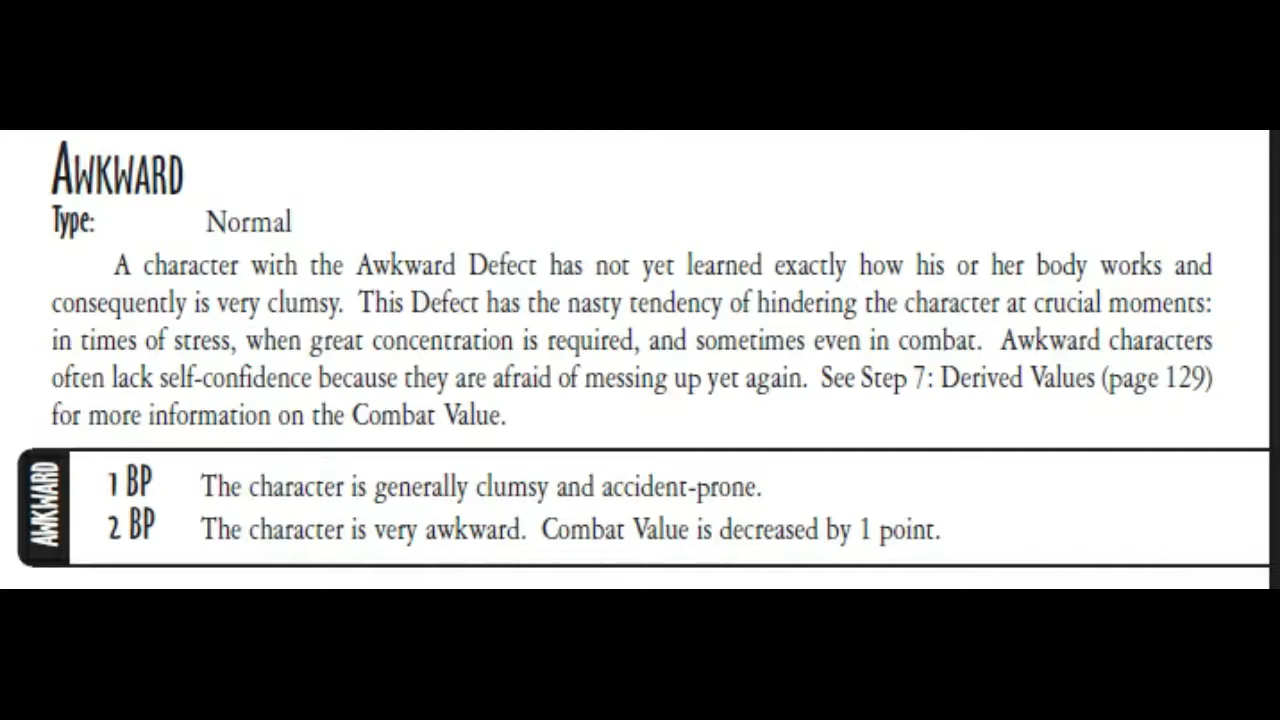 AWKWARD
Type: Normal
A character with the Awkward Defect has not yet learned exactly how his or her body works and
consequently is very clumsy. This Defect has the nasty tendency of hindering the character at crucial moments:
in times of stress, when great concentration is required, and sometimes even in combat. Awkward characters
often lack self-confidence because they are afraid of messing up yet again. See Step 7: Derived Values (page 129)
for more information on the Combat Value.
AWKWARD
1 BP The character is generally clumsy and accident-prone.
2 BP The character is very awkward. Combat Value is decreased by 1 point.